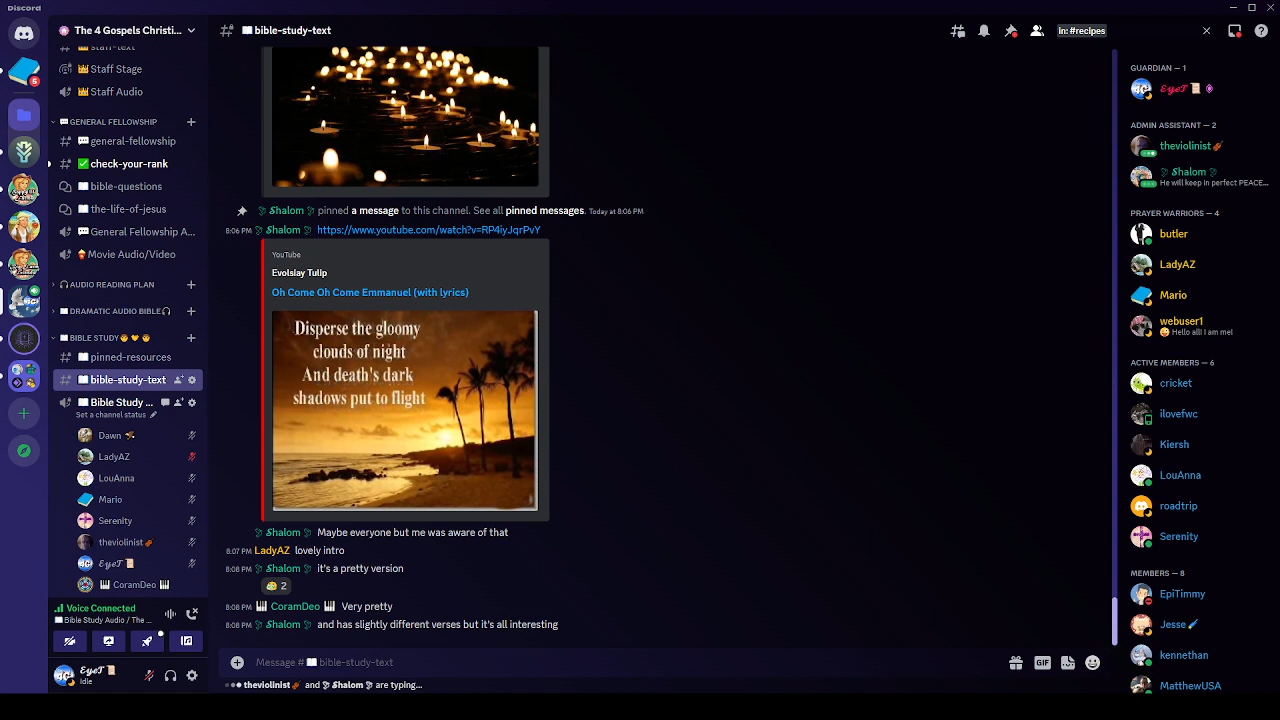 Discord
The 4 Gospels Christi...
bible-study-text
In: #recipes
staff-text
Staff Stage
Staff Audio
GENERAL FELLOWSHIP
general-fellowship
check-your-rank
bible-questions
the-life-of-jesus
General Fellowship A...
Movie Audio/Video
AUDIO READING PLAN
DRAMATIC AUDIO BIBLE
BIBLE STUDY
pinned-resources
bible-study-text
Bible Study ...
Set a channel status
Dawn
LadyAZ
LouAnna
Mario
Serenity
theviolinist
EyeT
CoramDeo
Voice Connected
Bible Study Audio / The ...
EyeT
Idle
5
Shalom pinned a message to this channel. See all pinned messages. Today at 8:06 PM
8:06 PM Shalom https://www.youtube.com/watch?v=RP4iyJqrPvY
YouTube
Evolslay Tulip
Oh Come Oh Come Emmanuel (with lyrics)
Disperse the gloomy
clouds of night
And death's dark
shadows put to flight
Shalom Maybe everyone but me was aware of that
8:07 PM LadyAZ lovely intro
8:08 PM Shalom it's a pretty version
2
8:08 PM CoramDeo Very pretty
8:08 PM Shalom and has slightly different verses but it's all interesting
Message # bible-study-text
GIF
theviolinist and Shalom are typing...
GUARDIAN — 1
EyeT
ADMIN ASSISTANT — 2
theviolinist
Shalom
He will keep in perfect PEACE...
PRAYER WARRIORS — 4
butler
LadyAZ
Mario
webuser1
Hello all! I am me!
ACTIVE MEMBERS — 6
cricket
ilovefwc
Kiersh
LouAnna
roadtrip
Serenity
MEMBERS — 8
EpiTimmy
Jesse
kennethan
MatthewUSA